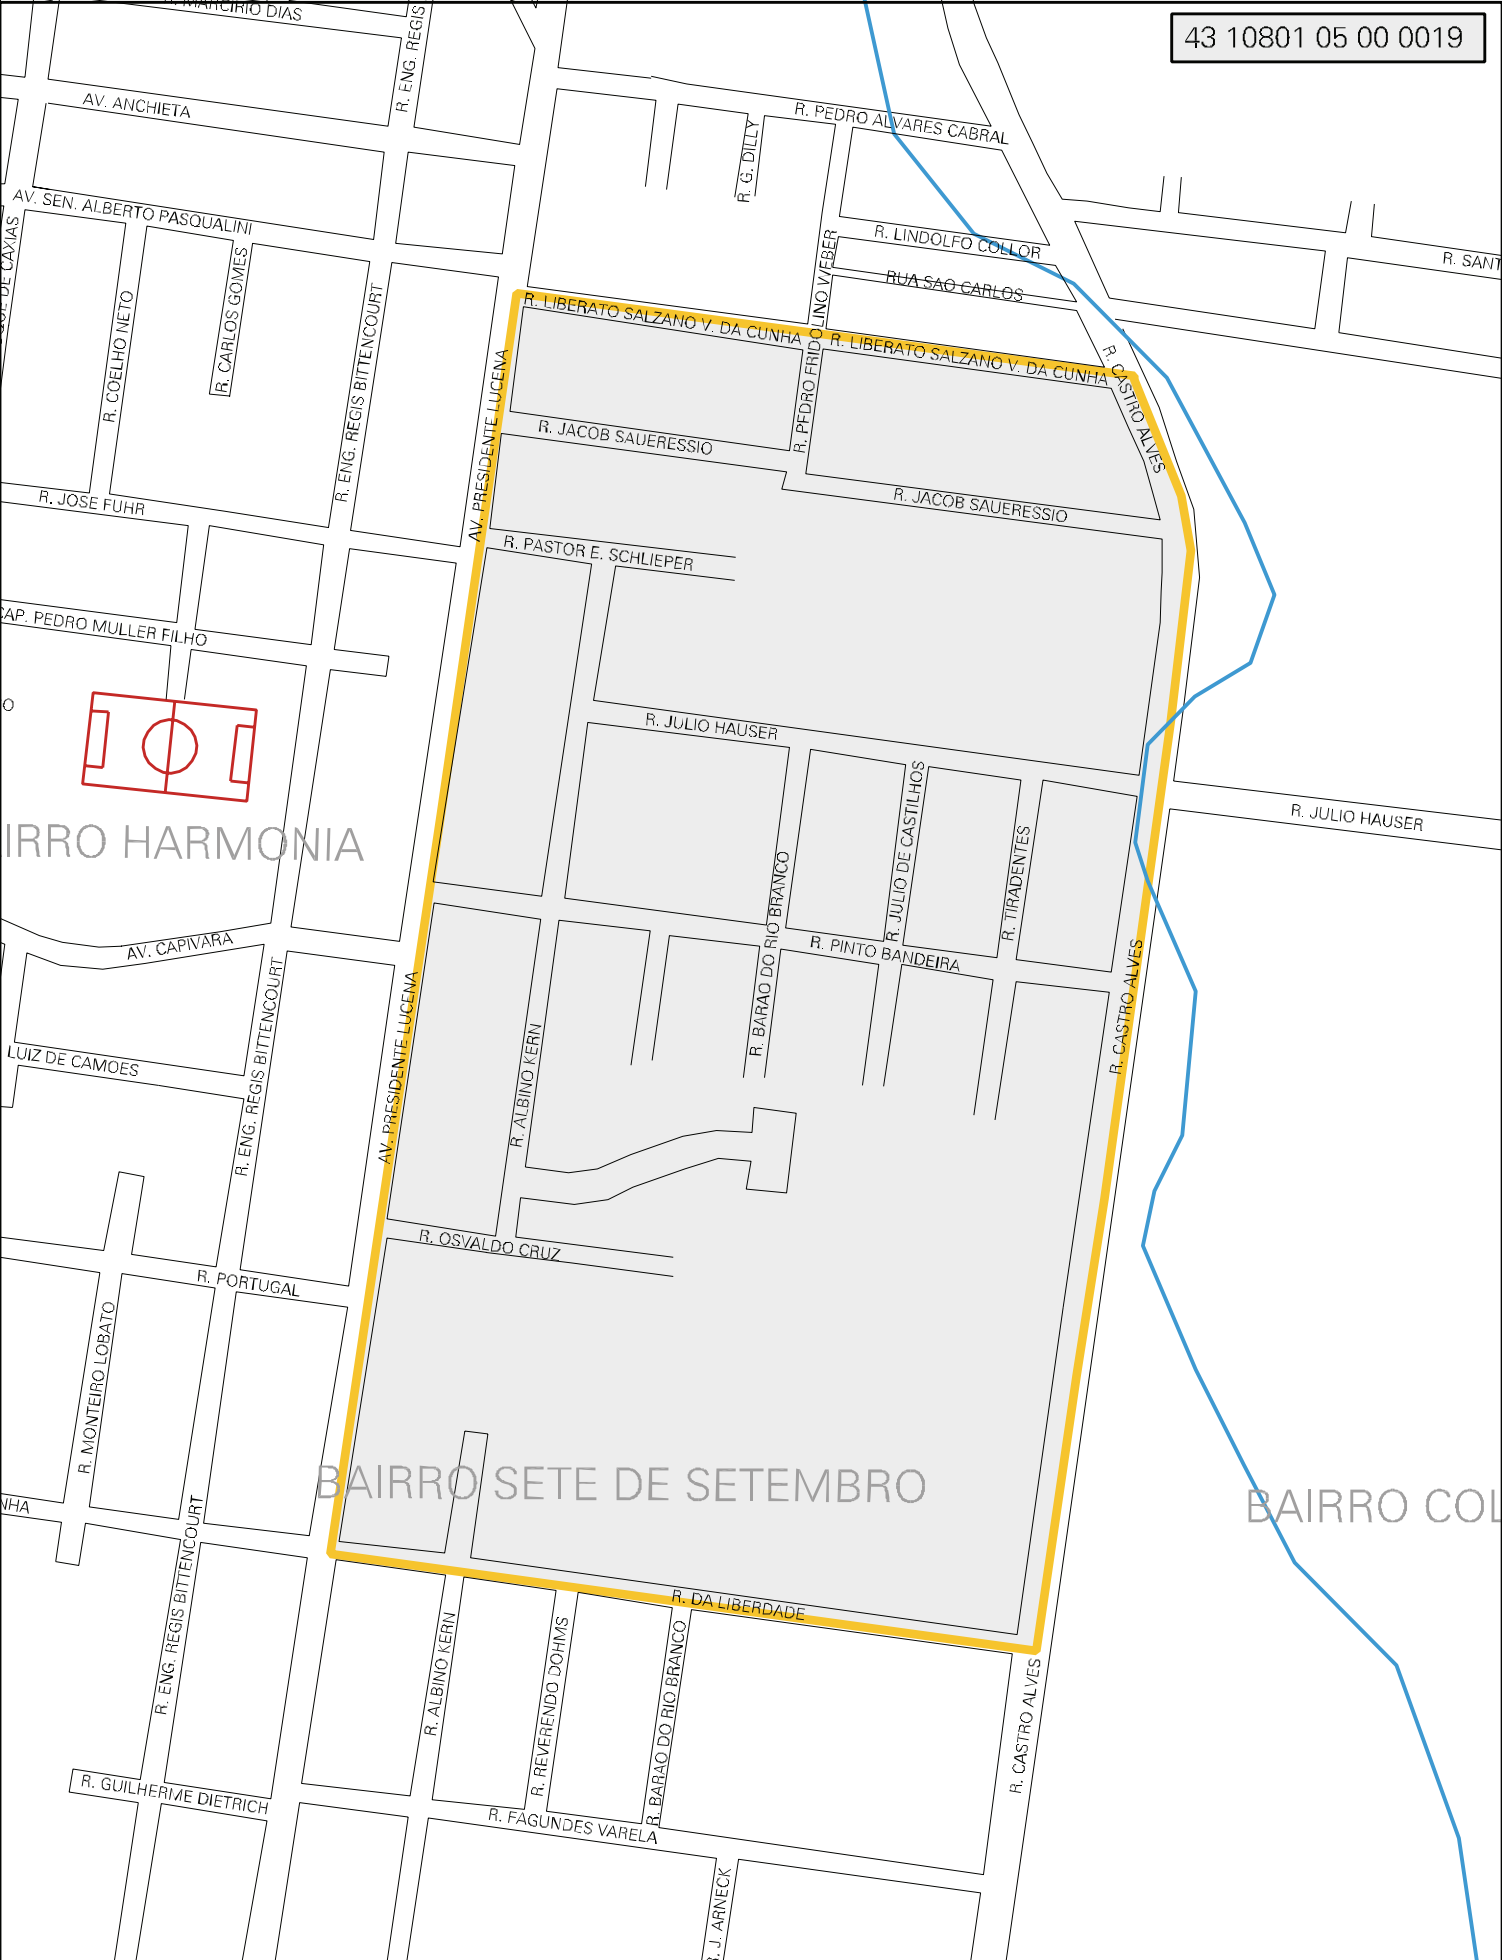 R. MARCIRIO DIAS
R. ENG. REGIS
43 10801 05 00 0019
AV. ANCHIETA
R. PEDRO ALVARES CABRAL
R. G. DILLY
AV. SEN. ALBERTO PASQUALINI
R. LINDOLFO COLLOR
R. SANT
DE CAXIAS
R. CARLOS GOMES
R. COELHO NETO
R. ENG. REGIS BITTENCOURT
RUA SAO CARLOS
R. PEDRO FRIDOLINO WEBER
R. LIBERATO SALZANO V. DA CUNHA
R. LIBERATO SALZANO V. DA CUNHA
R. CASTRO ALVES
AV. PRESIDENTE LUCENA
R. JACOB SAUERESSIO
R. JACOB SAUERESSIO
R. JOSE FUHR
R. PASTOR E. SCHLIEPER
CAP. PEDRO MULLER FILHO
O
R. JULIO HAUSER
R. JULIO HAUSER
IRRO HARMONIA
R. JULIO DE CASTILHOS
R. TIRADENTES
R. BARAO DO RIO BRANCO
AV. CAPIVARA
R. PINTO BANDEIRA
R. ENG. REGIS BITTENCOURT
AV. PRESIDENTE LUCENA
R. ALBINO KERN
R. CASTRO ALVES
LUIZ DE CAMOES
R. OSVALDO CRUZ
R. PORTUGAL
R. MONTEIRO LOBATO
BAIRRO SETE DE SETEMBRO
BAIRRO COL
NHA
R. ENG. REGIS BITTENCOURT
R. DA LIBERDADE
R. ALBINO KERN
R. REVERENDO DOHMS
R. BARAO DO RIO BRANCO
R. CASTRO ALVES
R. GUILHERME DIETRICH
R. FAGUNDES VARELA
J. ARNECK